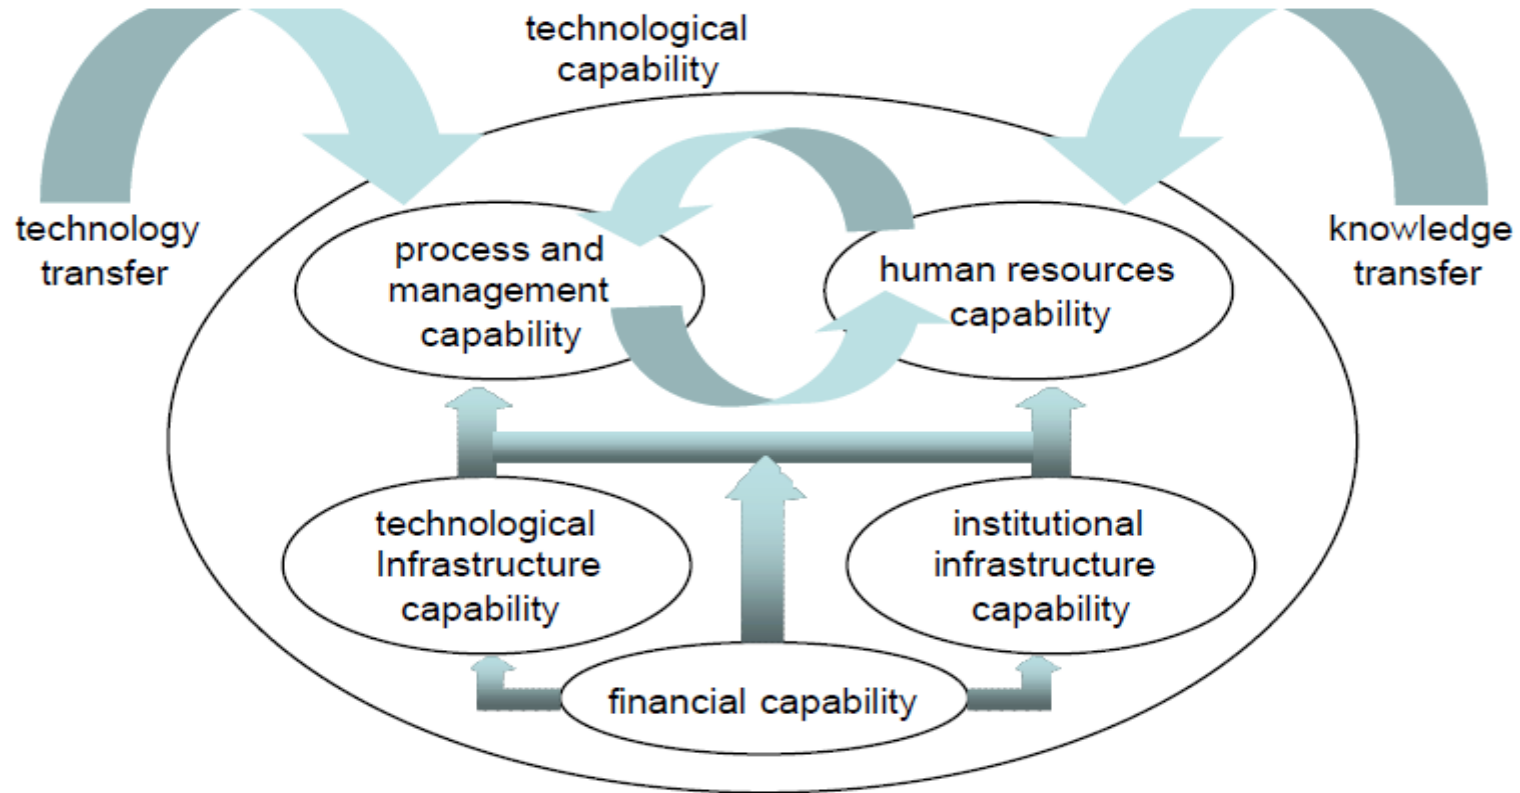 technological
capability
technology
transfer
knowledge
transfer
process and
management
capability
human resources
capability
technological
Infrastructure
capability
institutional
infrastructure
capability
financial capability